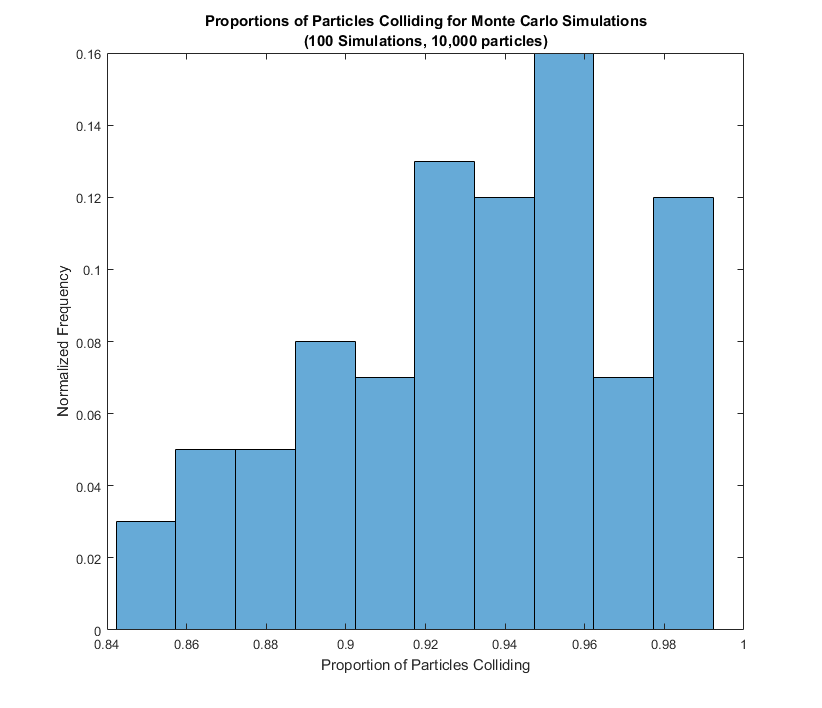 Proportions of Particles Colliding for Monte Carlo Simulations
(100 Simulations, 10,000 particles)
0.16
0.14
0.12
0.1
0.08
0.06
0.04
0.02
0
Normalized Frequency
0.84 0.86 0.88 0.9 0.92 0.94 0.96 0.98 1
Proportion of Particles Colliding